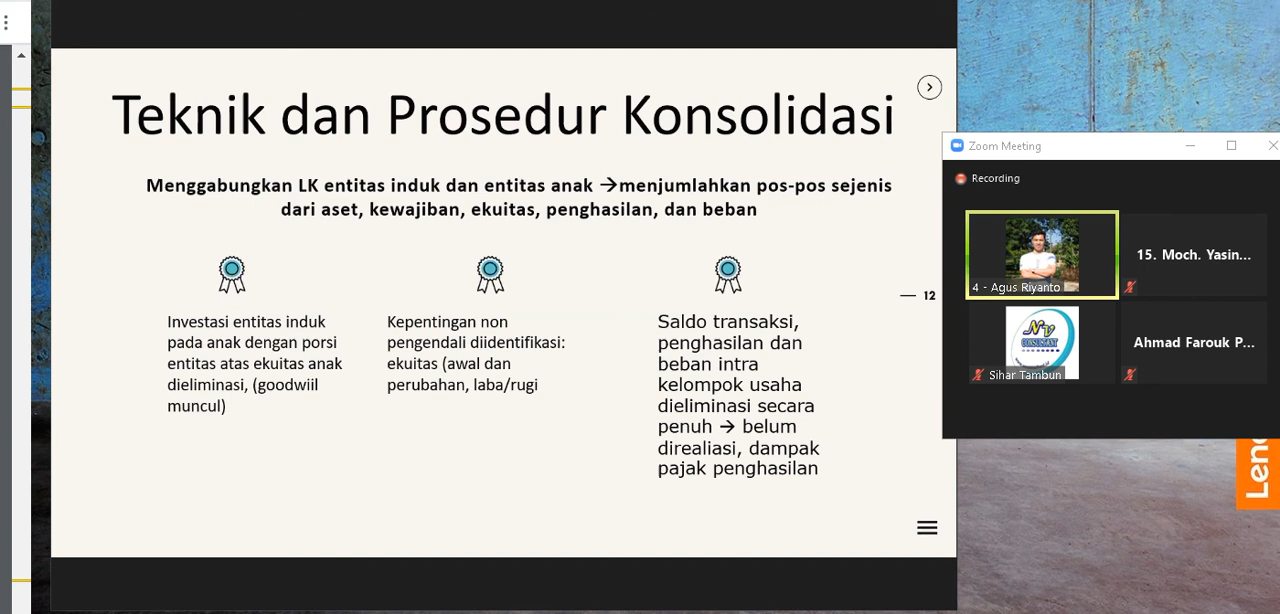 Teknik dan Prosedur Konsolidasi
Menggabungkan LK entitas induk dan entitas anak →menjumlahkan pos-pos sejenis
dari aset, kewajiban, ekuitas, penghasilan, dan beban
Investasi entitas induk
pada anak dengan porsi
entitas atas ekuitas anak
dieliminasi, (goodwiil
muncul)
Kepentingan non
pengendali diidentifikasi:
ekuitas (awal dan
perubahan, laba/rugi
Saldo transaksi,
penghasilan dan
beban intra
kelompok usaha
dieliminasi secara
penuh → belum
direaliasi, dampak
pajak penghasilan
12
Zoom Meeting
Recording
4 - Agus Riyanto
15. Moch. Yasin...
NV
CONSULTANT
Sihar Tambun
Ahmad Farouk P...
Leno